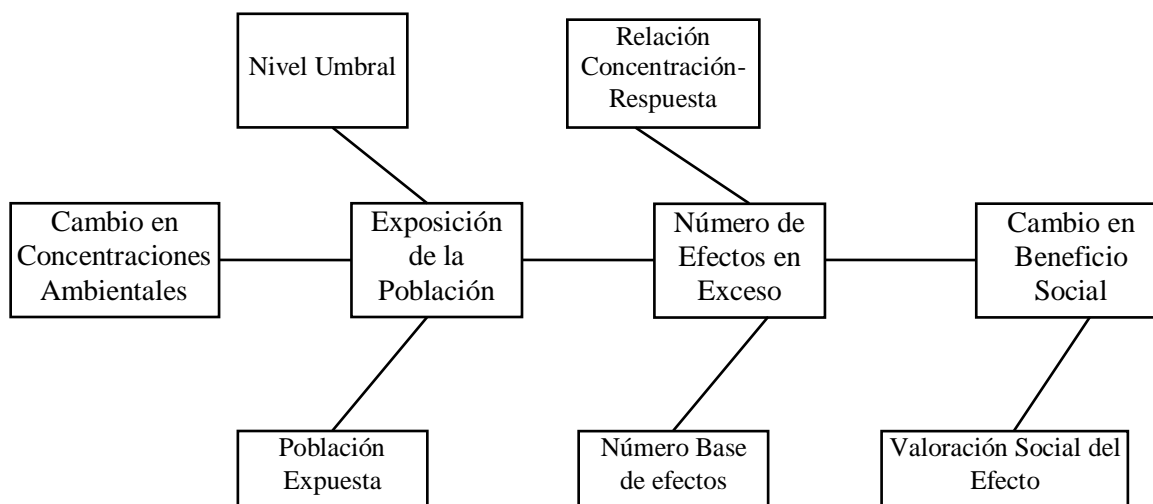 Nivel Umbral
Relación
Concentración-
Respuesta
Cambio en
Concentraciones
Ambientales
Exposición
de la
Población
Número de
Efectos en
Exceso
Cambio en
Beneficio
Social
Población
Expuesta
Número Base
de efectos
Valoración Social del
Efecto